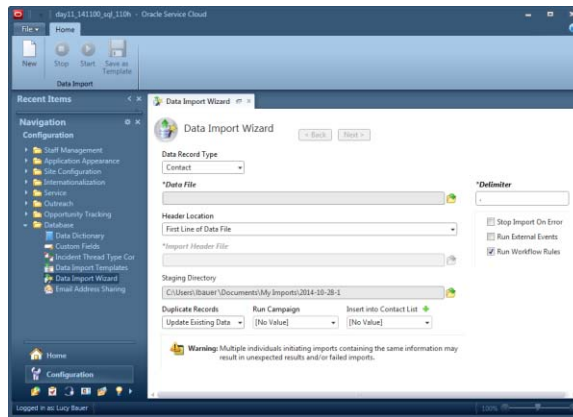 day11_141100_sql_110h - Oracle Service Cloud
File
Home
New
Stop
Start
Save as
Template
Data Import
Recent Items
Data Import Wizard
Navigation
Configuration
Staff Management
Application Appearance
Site Configuration
Internationalization
Service
Outreach
Opportunity Tracking
Database
Data Dictionary
Custom Fields
Incident Thread Type Cor
Data Import Templates
Data Import Wizard
Email Address Sharing
Home
Configuration
Data Import Wizard
< Back
Next >
Data Record Type
Contact
*Data File
*Delimiter
,
Header Location
First Line of Data File
Stop Import On Error
Run External Events
Run Workflow Rules
*Import Header File
Staging Directory
C:\Users\lbauer\Documents\My Imports\2014-10-28-1
Duplicate Records
Run Campaign
Insert into Contact List
Update Existing Data
[No Value]
[No Value]
Warning: Multiple individuals initiating imports containing the same information may
result in unexpected results and/or failed imports.
Logged in as: Lucy Bauer
100%